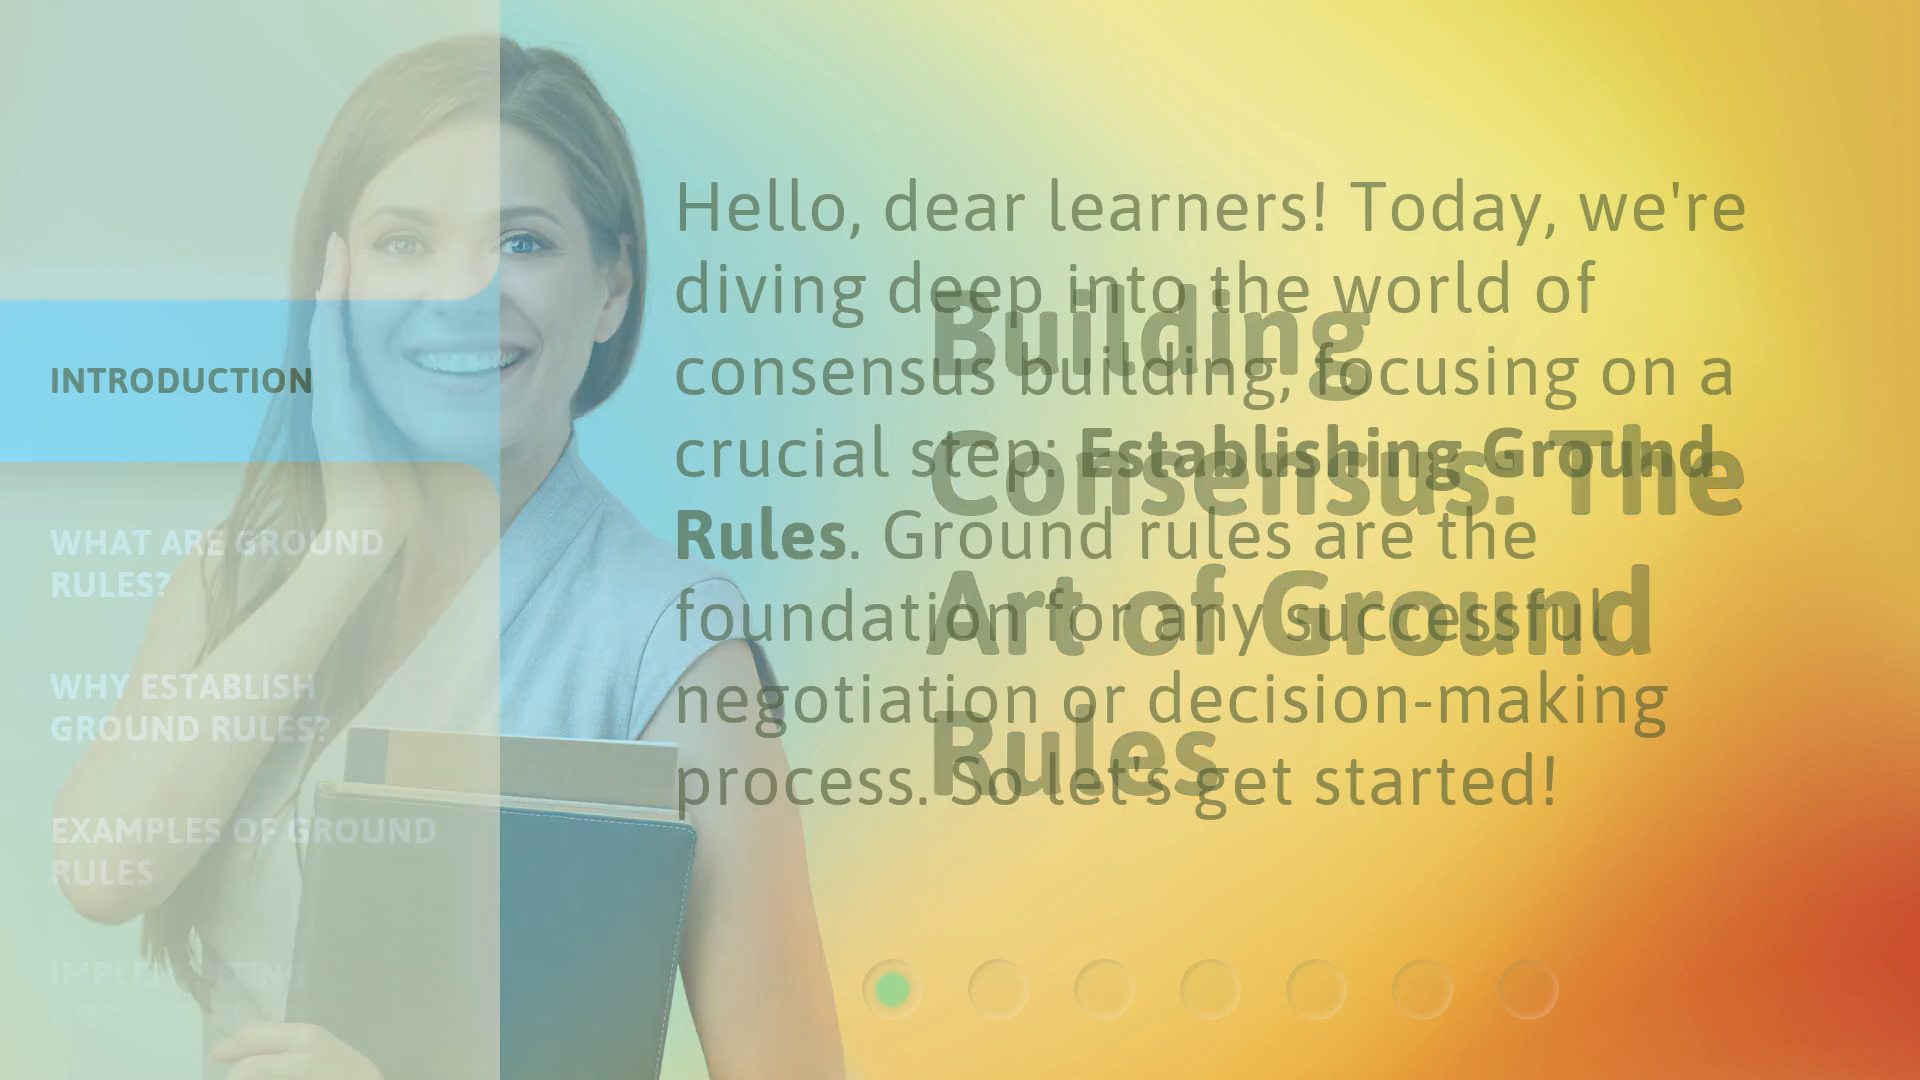 INTRODUCTION
WHAT ARE GROUND
RULES?
WHY ESTABLISH
GROUND RULES?
EXAMPLES OF GROUND
RULES
GROUND
Hello, dear learners! Today, we're
diving deep into the world of
consensus building, focusing on a
crucial step: Establishing Ground
Rules. Ground rules are the
foundation for any successful
negotiation or decision-making
process. So let's get started!
Building
Consensus: The
Art of Ground
Rules